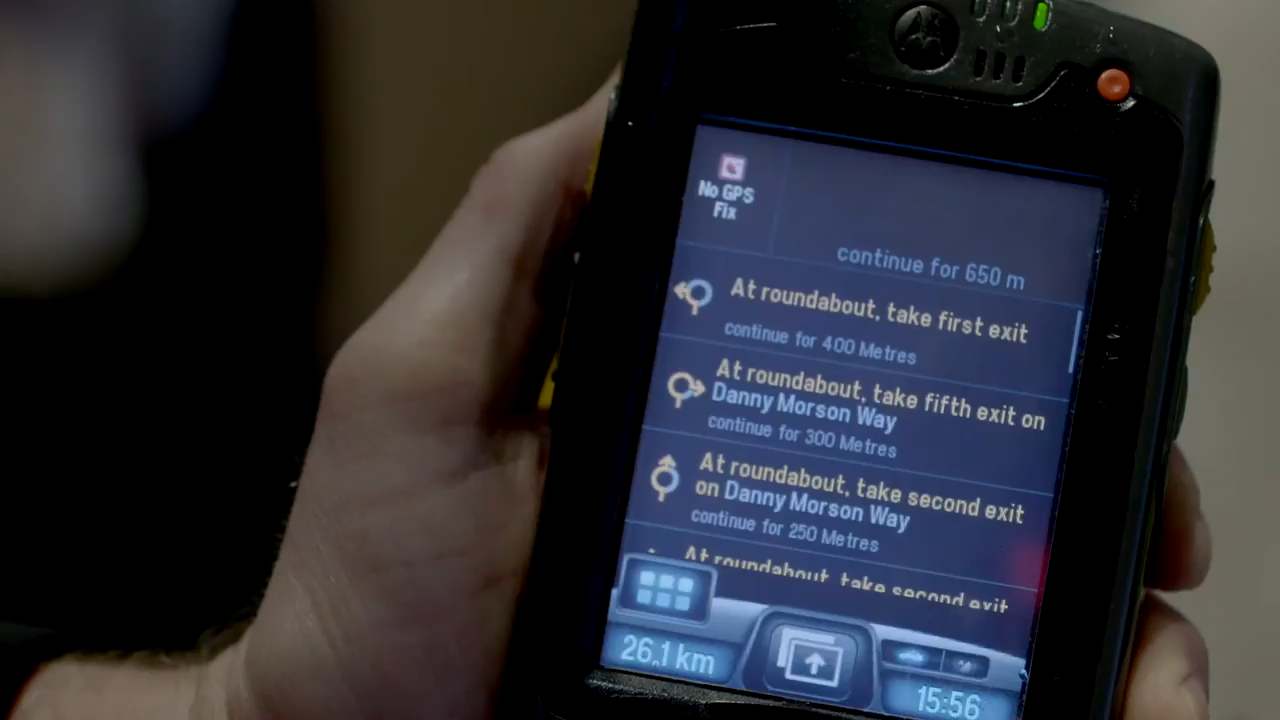 No GPS
Fix
continue for 650 m
At roundabout, take first exit
continue for 400 Metres
At roundabout, take fifth exit on
Danny Morson Way
continue for 300 Metres
At roundabout, take second exit
on Danny Morson Way
continue for 250 Metres
At roundabout, take second exit
26.1 km
15:56